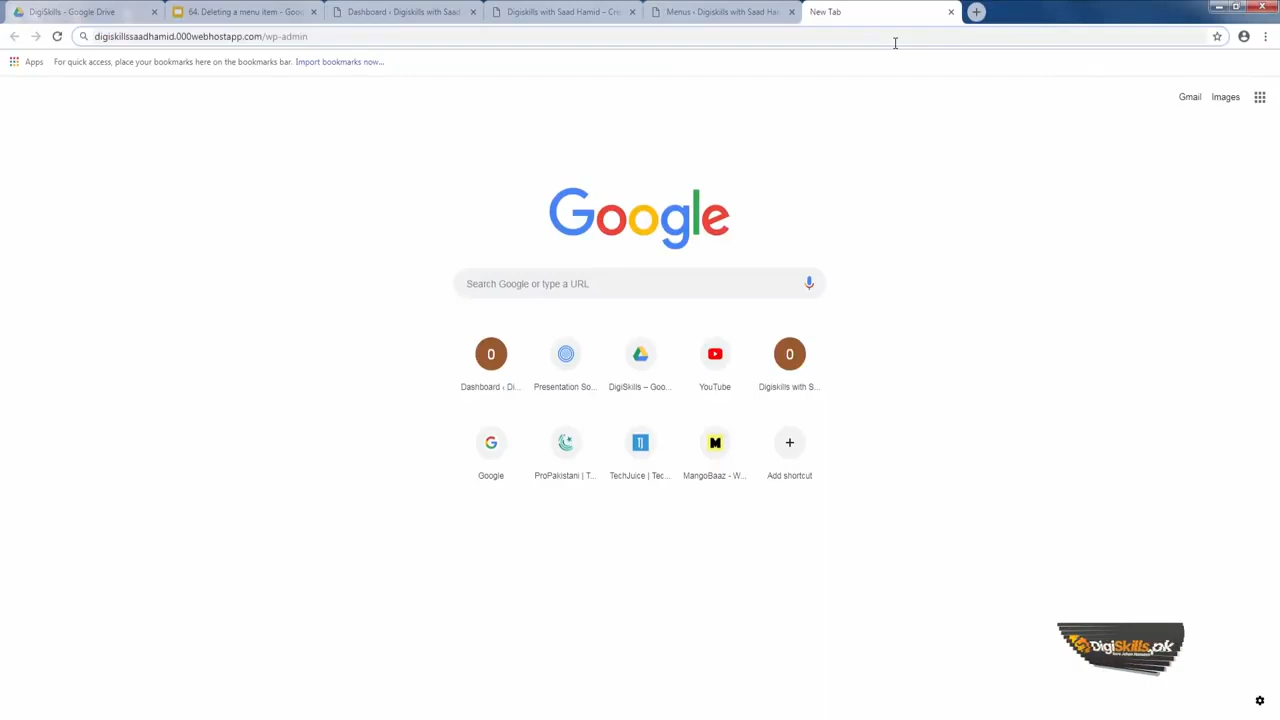 DigiSkills - Google Drive
64. Deleting a menu item - Goo
Dashboard ‹ Digiskills with Saad
Digiskills with Saad Hamid – Cre
Menus ‹ Digiskills with Saad Ha
New Tab
digiskillssaadhamid.000webhostapp.com/wp-admin
Apps
For quick access, place your bookmarks here on the bookmarks bar. Import bookmarks now...
Gmail
Images
Google
Search Google or type a URL
0
0
Dashboard ‹ Di...
Presentation So...
DigiSkills – Goo...
YouTube
Digiskills with S...
Google
ProPakistani | T...
TechJuice | Tec...
MangoBaaz - W...
Add shortcut
DigiSkills.pk